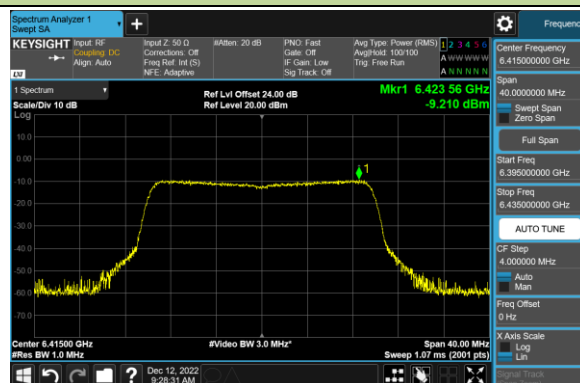 Spectrum Analyzer 1
Swept SA
+
Frequenc
KEYSIGHT
Input: RF
Coupling: DC
Align: Auto
Input Z: 50 Ω
Corrections: Off
Freq Ref: Int (S)
NFE: Adaptive
#Atten: 20 dB
PNO: Fast
Gate: Off
IF Gain: Low
Sig Track: Off
Avg Type: Power (RMS)
Avg|Hold: 100/100
Trig: Free Run
1 2 3 4 5 6
A W W W W W
A N N N N N
LXI
1 Spectrum
Scale/Div 10 dB
Ref Lvl Offset 24.00 dB
Ref Level 20.00 dBm
Mkr1 6.423 56 GHz
-9.210 dBm
Log
10.0
0.00
-10.0
-20.0
-30.0
-40.0
-50.0
-60.0
-70.0
1
Center 6.41500 GHz
#Res BW 1.0 MHz
#Video BW 3.0 MHz*
Span 40.00 MHz
Sweep 1.07 ms (2001 pts)
Center Frequency
6.415000000 GHz
Span
40.0000000 MHz
Swept Span
Zero Span
Full Span
Start Freq
6.395000000 GHz
Stop Freq
6.435000000 GHz
AUTO TUNE
CF Step
4.000000 MHz
Auto
Man
Freq Offset
0 Hz
X Axis Scale
Log
Lin
Signal Track
?
Dec 12, 2022
9:28:31 AM